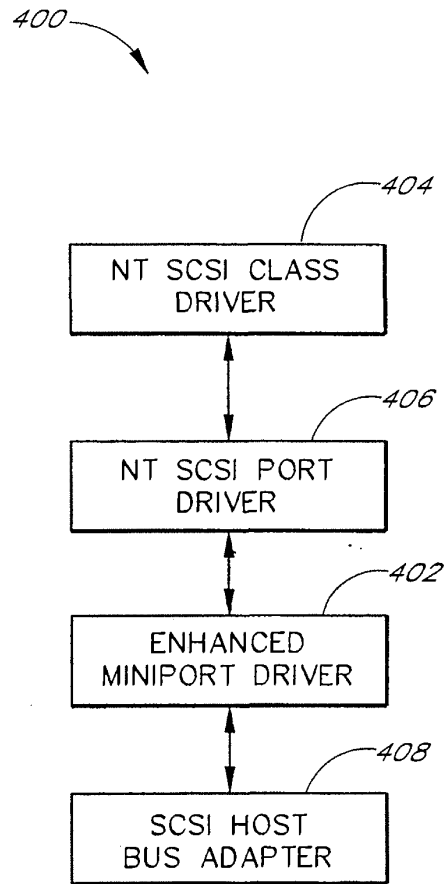 400
404
NT SCSI CLASS
DRIVER
406
NT SCSI PORT
DRIVER
402
ENHANCED
MINIPORT DRIVER
408
SCSI HOST
BUS ADAPTER